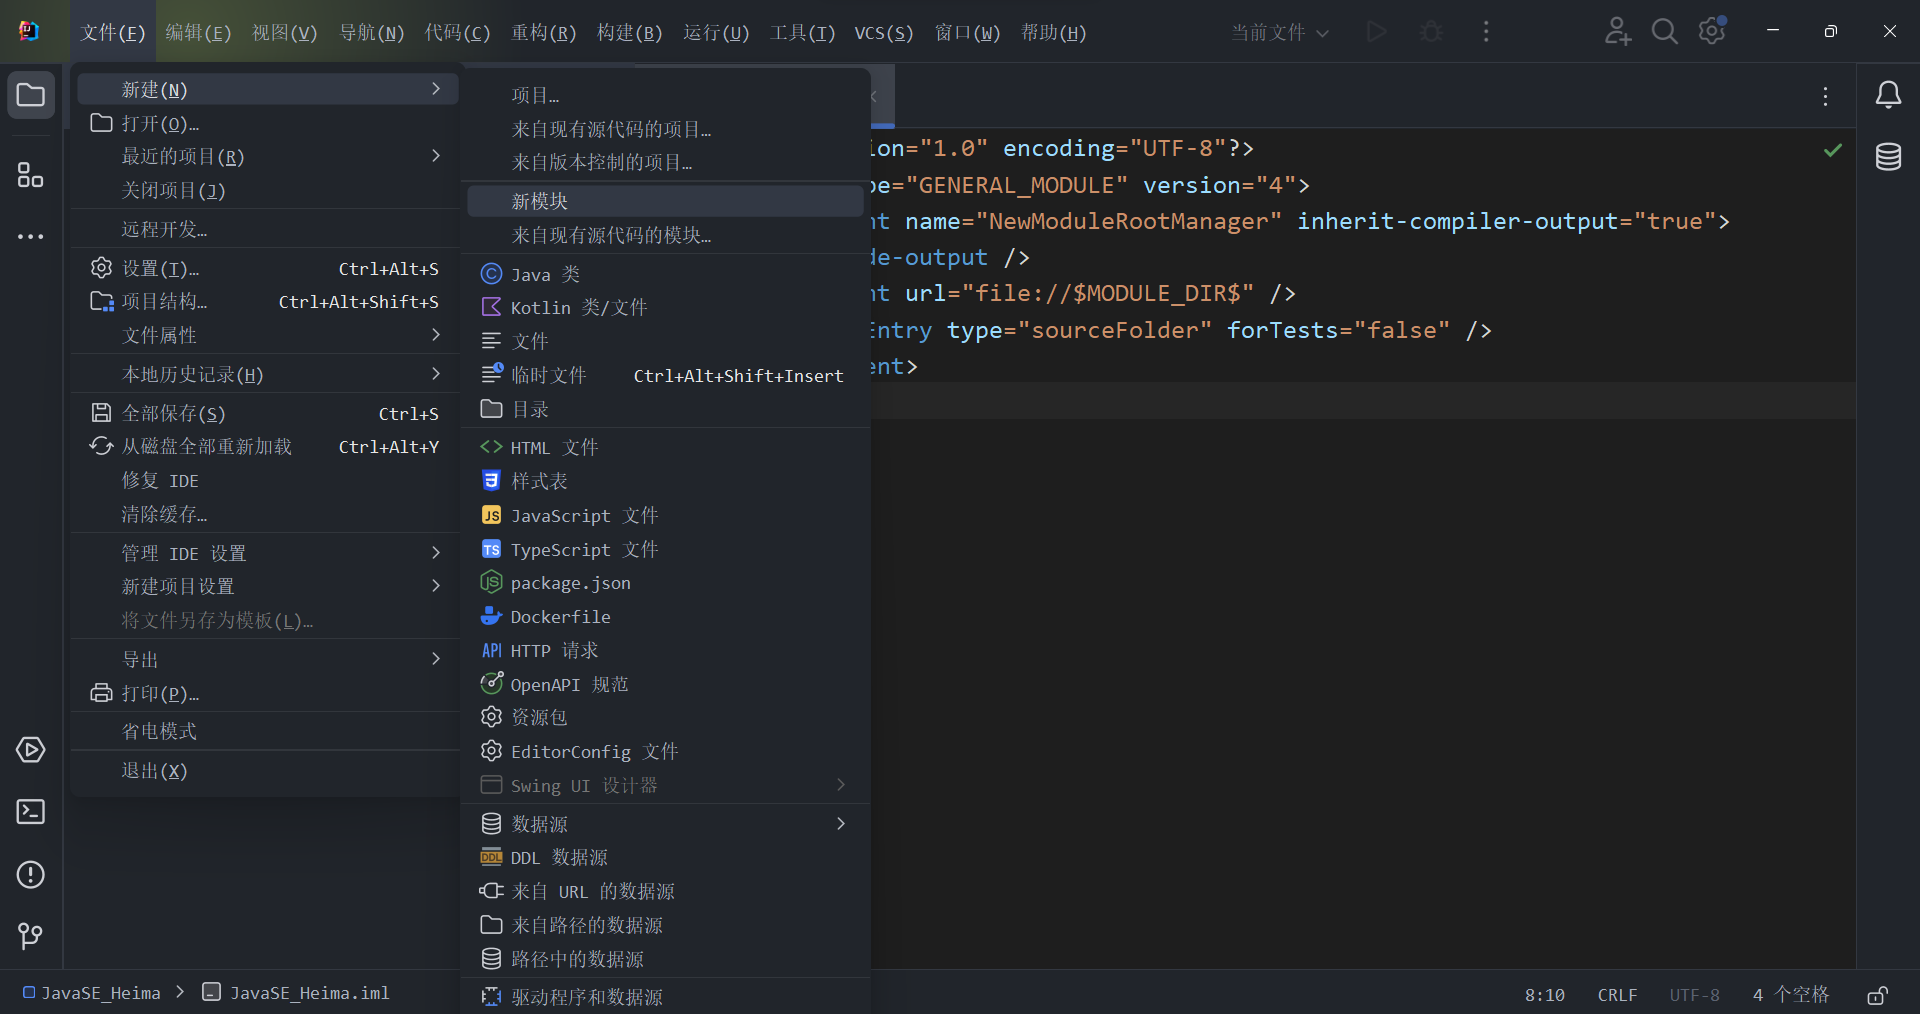 文件(F) 编辑(E) 视图(V) 导航(N) 代码(C) 重构(R) 构建(B) 运行(U) 工具(T) VCS(S) 窗口(W) 帮助(H) 当前文件
新建(N)
打开(O)…
最近的项目(R)
关闭项目(J)
远程开发…
设置(T)… Ctrl+Alt+S
项目结构… Ctrl+Alt+Shift+S
文件属性
本地历史记录(H)
全部保存(S) Ctrl+S
从磁盘全部重新加载 Ctrl+Alt+Y
修复 IDE
清除缓存…
管理 IDE 设置
新建项目设置
将文件另存为模板(L)…
导出
打印(P)…
省电模式
退出(X)
项目…
来自现有源代码的项目…
来自版本控制的项目…
新模块
来自现有源代码的模块…
Java 类
Kotlin 类/文件
文件
临时文件 Ctrl+Alt+Shift+Insert
目录
HTML 文件
样式表
JS JavaScript 文件
TS TypeScript 文件
JS package.json
Dockerfile
API HTTP 请求
OpenAPI 规范
资源包
EditorConfig 文件
Swing UI 设计器
数据源
DDL DDL 数据源
来自 URL 的数据源
来自路径的数据源
路径中的数据源
驱动程序和数据源
ion="1.0" encoding="UTF-8"?>
pe="GENERAL_MODULE" version="4">
nt name="NewModuleRootManager" inherit-compiler-output="true">
de-output />
nt url="file://$MODULE_DIR$" />
Entry type="sourceFolder" forTests="false" />
ent>
JavaSE_Heima > JavaSE_Heima.iml
8:10 CRLF UTF-8 4 个空格